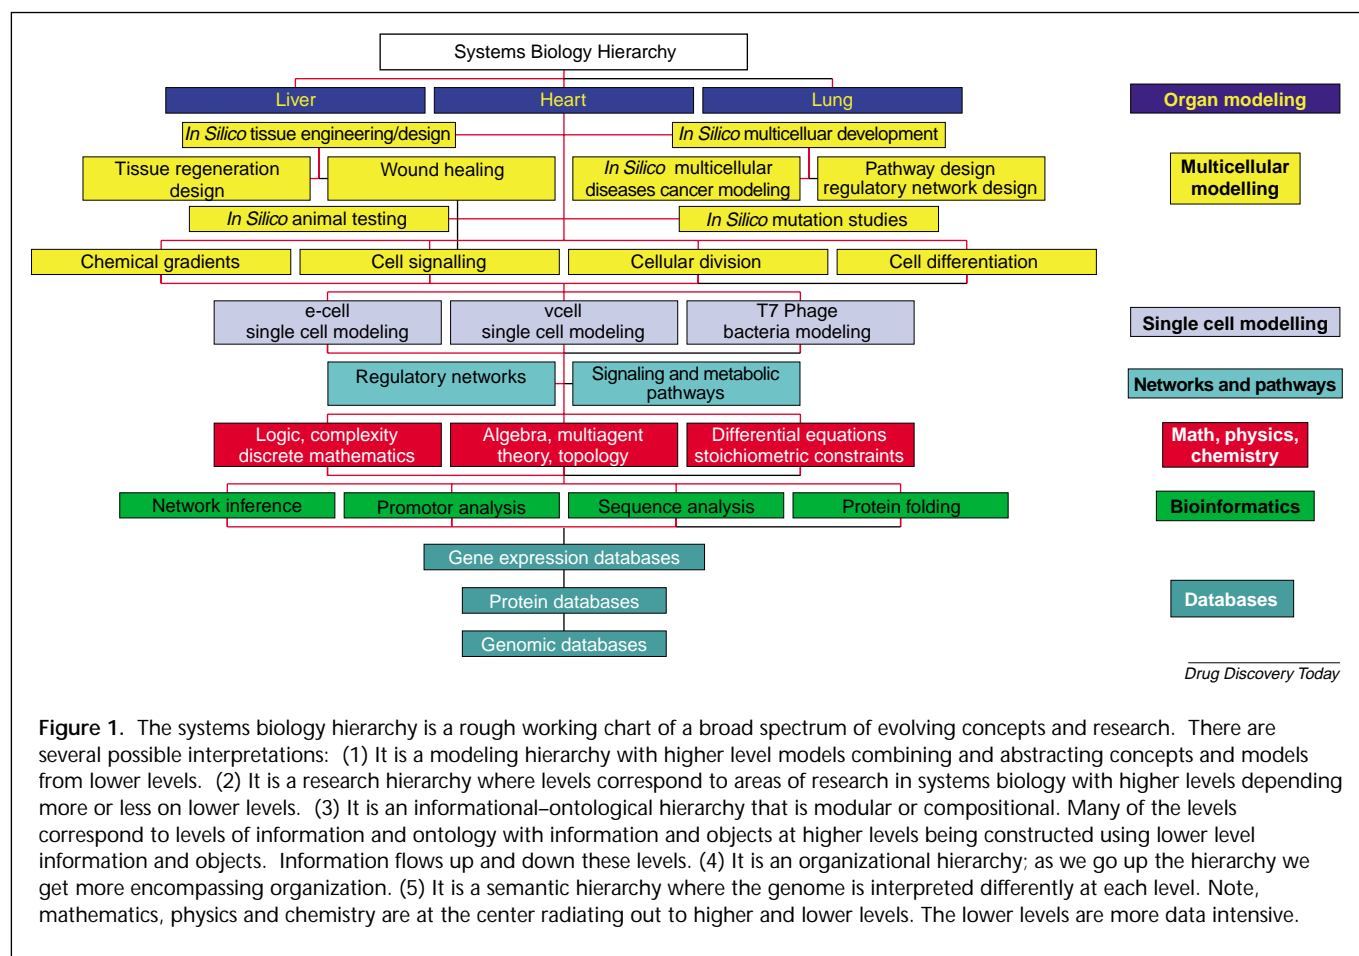 Systems Biology Hierarchy
Liver
Heart
Lung
Organ modeling
In Silico tissue engineering/design
In Silico multicelluar development
Tissue regeneration
design
Wound healing
In Silico multicellular
diseases cancer modeling
Pathway design
regulatory network design
Multicellular
modelling
In Silico animal testing
In Silico mutation studies
Chemical gradients
Cell signalling
Cellular division
Cell differentiation
e-cell
single cell modeling
vcell
single cell modeling
T7 Phage
bacteria modeling
Single cell modelling
Regulatory networks
Signaling and metabolic
pathways
Networks and pathways
Logic, complexity
discrete mathematics
Algebra, multiagent
theory, topology
Differential equations
stoichiometric constraints
Math, physics,
chemistry
Network inference
Promotor analysis
Sequence analysis
Protein folding
Bioinformatics
Gene expression databases
Protein databases
Genomic databases
Databases
Drug Discovery Today
Figure 1. The systems biology hierarchy is a rough working chart of a broad spectrum of evolving concepts and research. There are
several possible interpretations: (1) It is a modeling hierarchy with higher level models combining and abstracting concepts and models
from lower levels. (2) It is a research hierarchy where levels correspond to areas of research in systems biology with higher levels depending
more or less on lower levels. (3) It is an informational–ontological hierarchy that is modular or compositional. Many of the levels
correspond to levels of information and ontology with information and objects at higher levels being constructed using lower level
information and objects. Information flows up and down these levels. (4) It is an organizational hierarchy; as we go up the hierarchy we
get more encompassing organization. (5) It is a semantic hierarchy where the genome is interpreted differently at each level. Note,
mathematics, physics and chemistry are at the center radiating out to higher and lower levels. The lower levels are more data intensive.